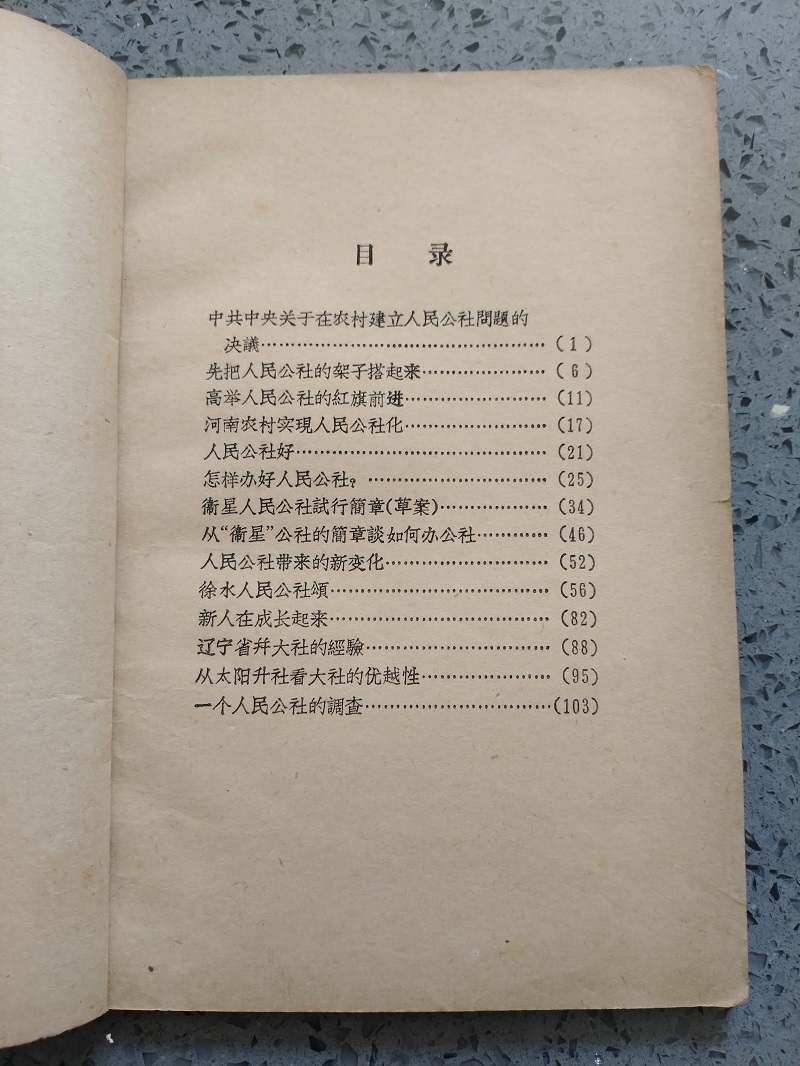 目 录
中共中央关于在农村建立人民公社問題的
决議……………………………………(1)
先把人民公社的架子搭起来………………(6)
高举人民公社的紅旗前进…………………(11)
河南农村实現人民公社化…………………(17)
人民公社好…………………………………(21)
怎样办好人民公社？………………………(25)
衞星人民公社試行簡章(草案)……………(34)
从“衞星”公社的簡章談如何办公社………(46)
人民公社带来的新变化……………………(52)
徐水人民公社頌……………………………(56)
新人在成长起来……………………………(82)
辽宁省幷大社的經驗………………………(88)
从太阳升社看大社的优越性………………(95)
一个人民公社的調查………………………(103)